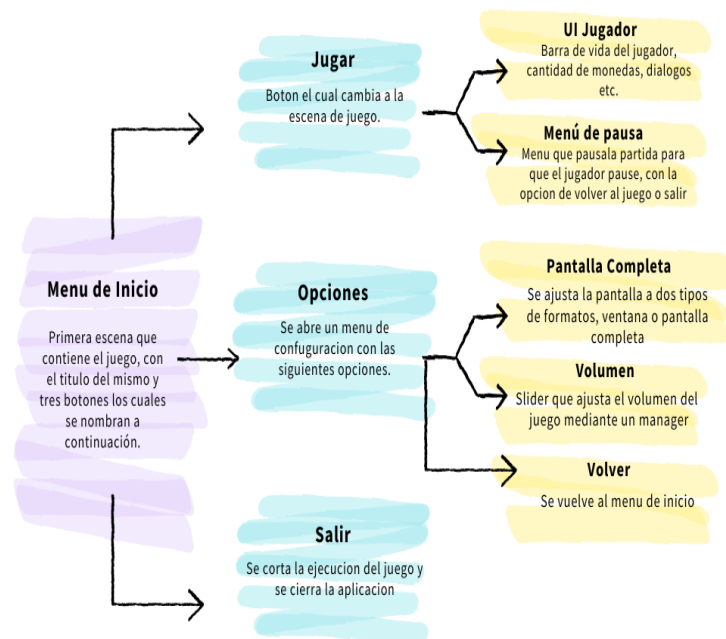 Menu de Inicio
Primera escena que
contiene el juego, con
el titulo del mismo y
tres botones los cuales
se nombran a
continuación.
Jugar
Boton el cual cambia a la
escena de juego.
UI Jugador
Barra de vida del jugador,
cantidad de monedas, dialogos
etc.
Menú de pausa
Menu que pausala partida para
que el jugador pause, con la
opcion de volver al juego o salir
Opciones
Se abre un menu de
confuguracion con las
siguientes opciones.
Pantalla Completa
Se ajusta la pantalla a dos tipos
de formatos, ventana o pantalla
completa
Volumen
Slider que ajusta el volumen del
juego mediante un manager
Volver
Se vuelve al menu de inicio
Salir
Se corta la ejecucion del juego y
se cierra la aplicacion